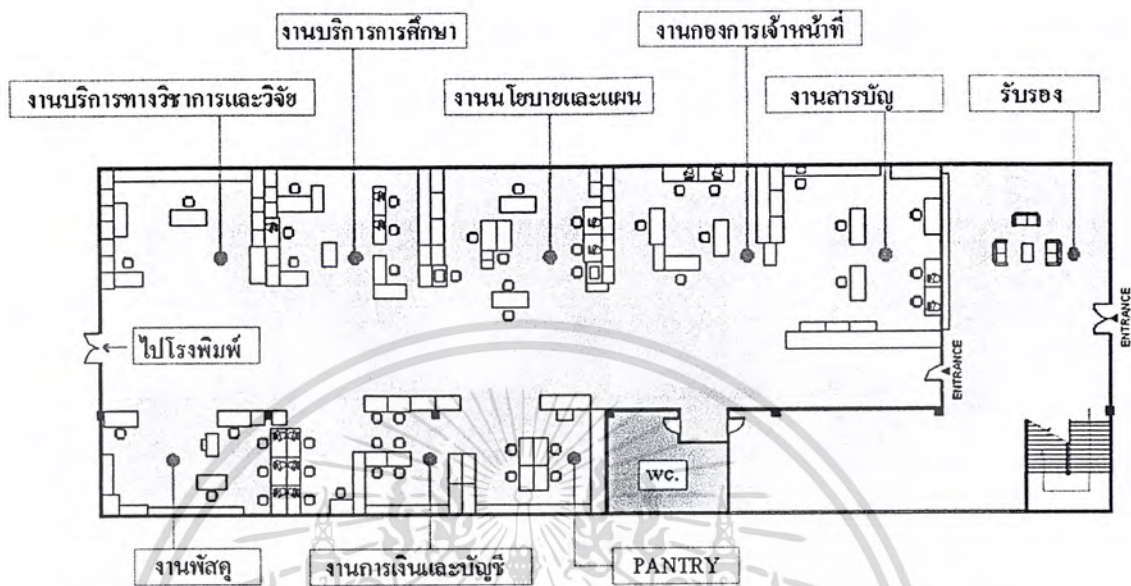 งานบริการการศึกษา
งานกองการเจ้าหน้าที่
งานบริการทางวิชาการและวิจัย
งานนโยบายและแผน
งานสารบัญ
รับรอง
ไปโรงพิมพ์
ENTRANCE
ENTRANCE
WC.
งานพัสดุ
งานการเงินและบัญชี
PANTRY